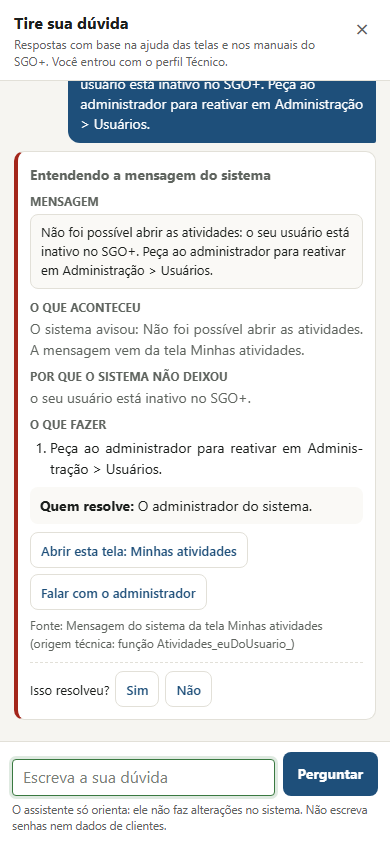 Tire sua dúvida
Respostas com base na ajuda das telas e nos manuais do
SGO+. Você entrou com o perfil Técnico.
usuário está inativo no SGO+. Peça ao
administrador para reativar em Administração
> Usuários.
Entendendo a mensagem do sistema
MENSAGEM
Não foi possível abrir as atividades: o seu usuário está
inativo no SGO+. Peça ao administrador para reativar
em Administração > Usuários.
O QUE ACONTECEU
O sistema avisou: Não foi possível abrir as atividades.
A mensagem vem da tela Minhas atividades.
POR QUE O SISTEMA NÃO DEIXOU
o seu usuário está inativo no SGO+.
O QUE FAZER
1. Peça ao administrador para reativar em Adminis-
tração > Usuários.
Quem resolve: O administrador do sistema.
Abrir esta tela: Minhas atividades
Falar com o administrador
Fonte: Mensagem do sistema da tela Minhas atividades
(origem técnica: função Atividades_euDoUsuario_)
Isso resolveu? Sim Não
Escreva a sua dúvida
Perguntar
O assistente só orienta: ele não faz alterações no sistema. Não escreva
senhas nem dados de clientes.